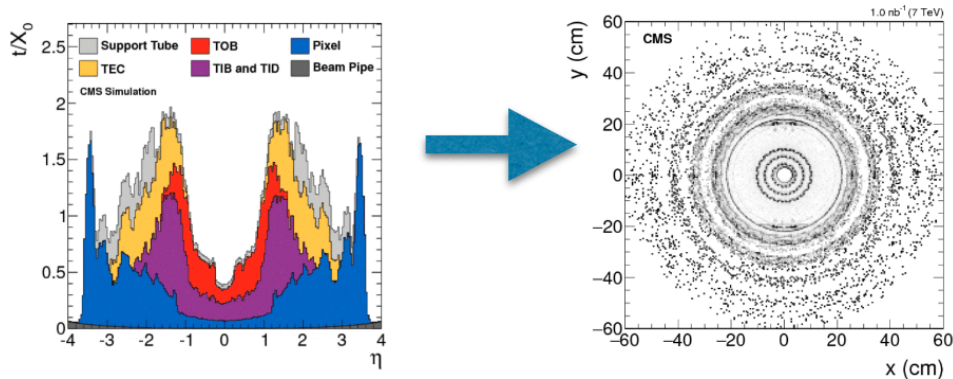 t/X0
2.5
2
1.5
1
0.5
0
Support Tube TOB Pixel
TEC TIB and TID Beam Pipe
CMS Simulation
-4 -3 -2 -1 0 1 2 3 4
η
1.0 nb-1 (7 TeV)
CMS
y (cm)
60
40
20
0
−20
−40
−60
−60 −40 −20 0 20 40 60
x (cm)